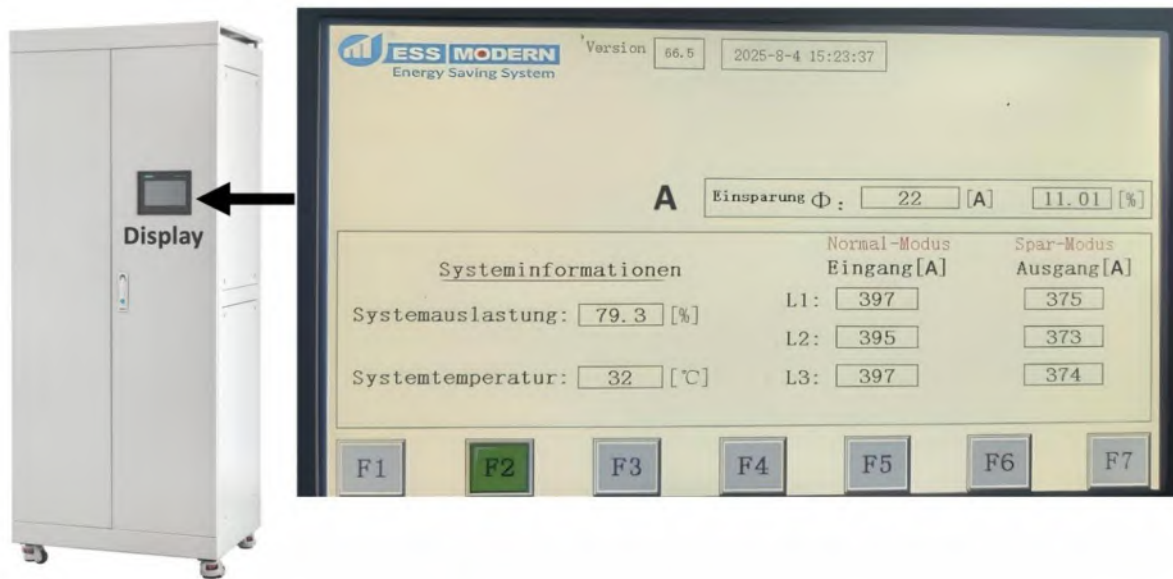 ESS MODERN
Energy Saving System
'Version 66.5 2025-8-4 15:23:37
A Einsparung Φ: 22 [A] 11.01 [%]
Display
Normal-Modus Spar-Modus
Systeminformationen Eingang[A] Ausgang[A]
L1: 397 375
Systemauslastung: 79.3 [%]
L2: 395 373
Systemtemperatur: 32 [℃] L3: 397 374
F1 F2 F3 F4 F5 F6 F7